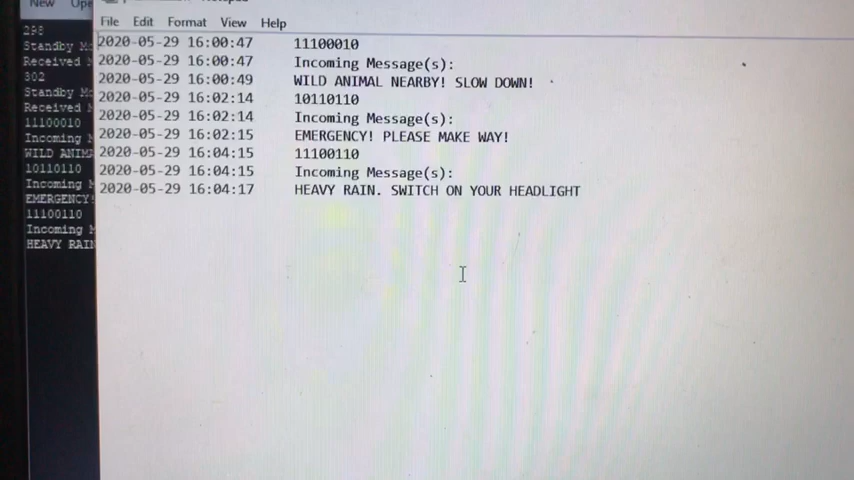 New
298
Standby
Received
302
Standby
Received
11100010
Incoming
WILD
10110110
Incoming
EMERGENCY!
11100110
Incoming
HEAVY
File Edit Format View Help
2020-05-29 16:00:47 11100010
2020-05-29 16:00:47 Incoming Message(s):
2020-05-29 16:00:49 WILD ANIMAL NEARBY! SLOW DOWN!
2020-05-29 16:02:14 10110110
2020-05-29 16:02:14 Incoming Message(s):
2020-05-29 16:02:15 EMERGENCY! PLEASE MAKE WAY!
2020-05-29 16:04:15 11100110
2020-05-29 16:04:15 Incoming Message(s):
2020-05-29 16:04:17 HEAVY RAIN. SWITCH ON YOUR HEADLIGHT